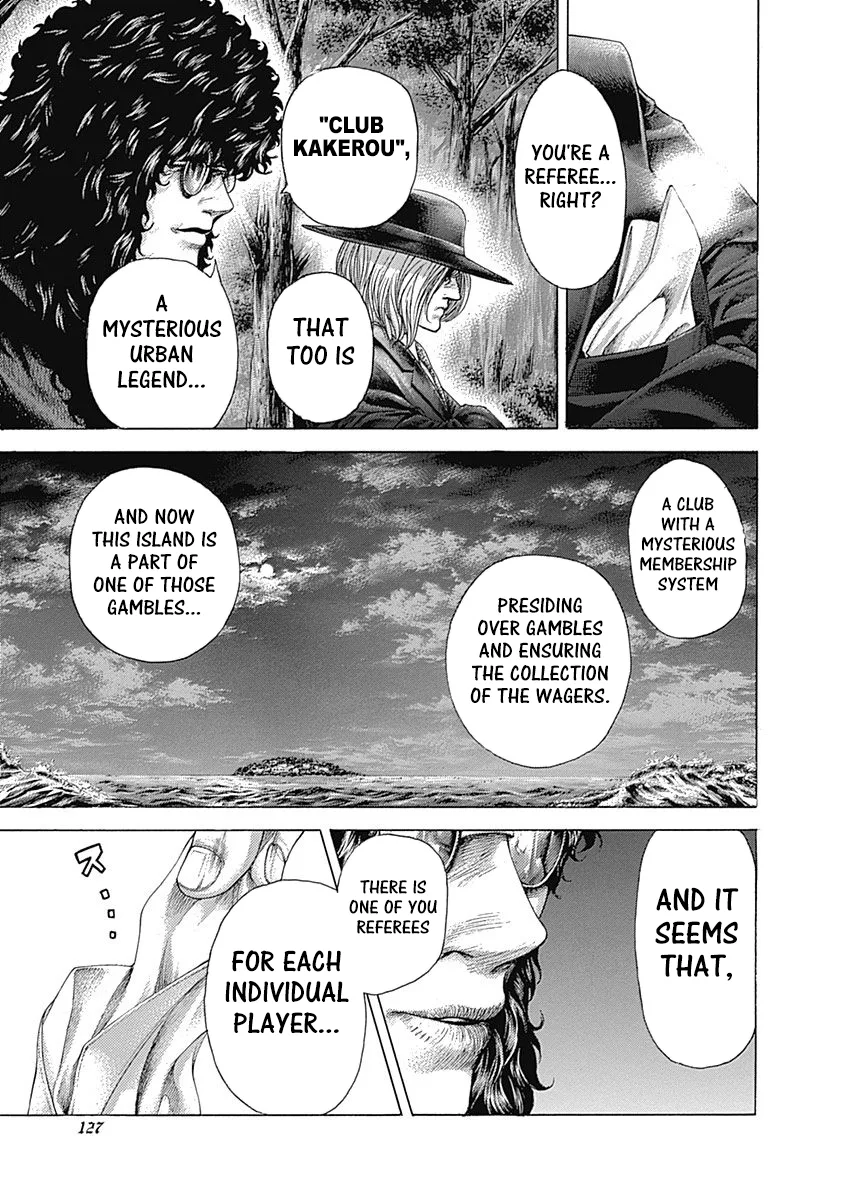 YOU'RE A
REFEREE...
RIGHT?
"CLUB
KAKEROU",
THAT
TOO IS
A
MYSTERIOUS
URBAN
LEGEND...
A CLUB
WITH A
MYSTERIOUS
MEMBERSHIP
SYSTEM
PRESIDING
OVER GAMBLES
AND ENSURING
THE COLLECTION
OF THE WAGERS.
AND NOW
THIS ISLAND IS
A PART OF
ONE OF THOSE
GAMBLES...
AND IT
SEEMS
THAT,
THERE IS
ONE OF YOU
REFEREES
FOR EACH
INDIVIDUAL
PLAYER...
ス...
127